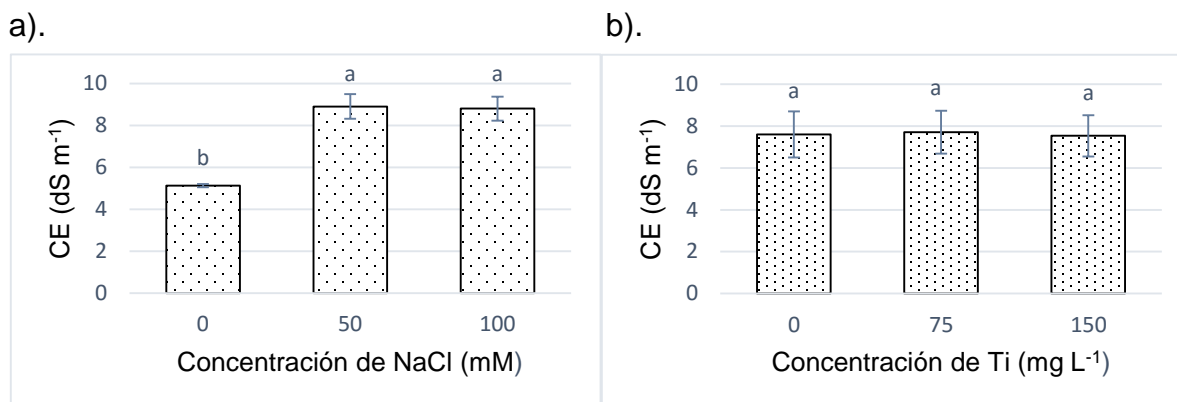 a).
10
8
6
4
2
0
CE (dS m⁻¹)
b
a
a
0 50 100
Concentración de NaCl (mM)
b).
10
8
6
4
2
0
CE (dS m⁻¹)
a
a
a
0 75 150
Concentración de Ti (mg L⁻¹)